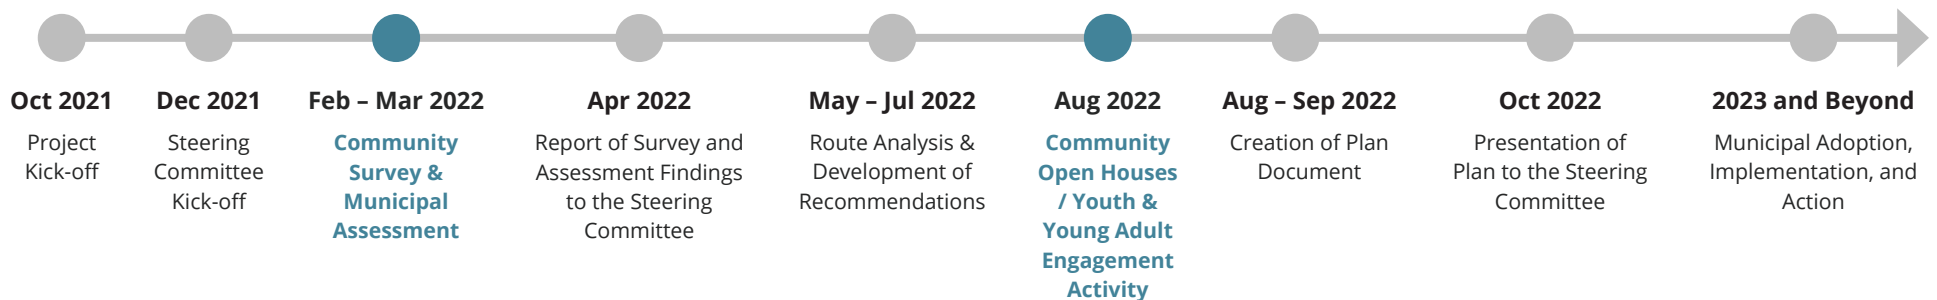 Oct 2021
Project
Kick-off
Dec 2021
Steering
Committee
Kick-off
Feb – Mar 2022
Community
Survey &
Municipal
Assessment
Apr 2022
Report of Survey and
Assessment Findings
to the Steering
Committee
May – Jul 2022
Route Analysis &
Development of
Recommendations
Aug 2022
Community
Open Houses
/ Youth &
Young Adult
Engagement
Activity
Aug – Sep 2022
Creation of Plan
Document
Oct 2022
Presentation of
Plan to the Steering
Committee
2023 and Beyond
Municipal Adoption,
Implementation, and
Action